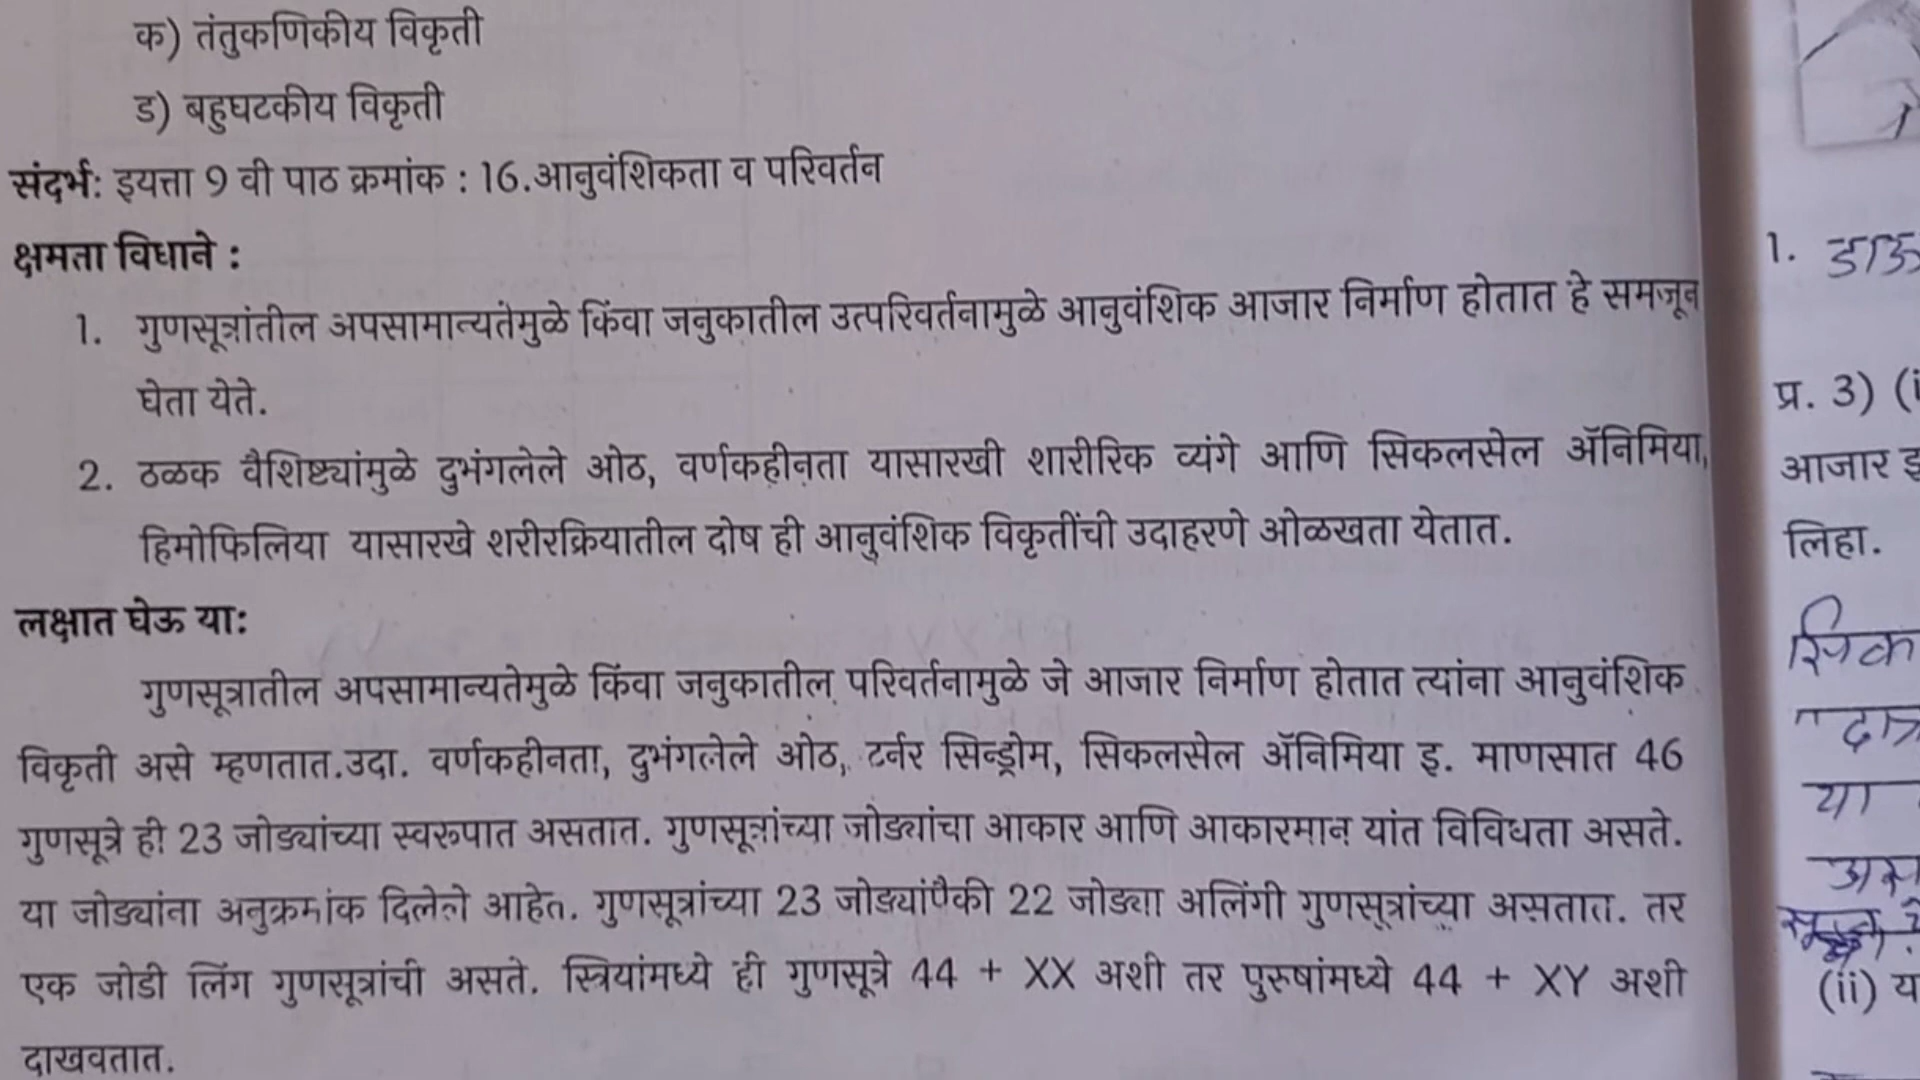 क) तंतुकणिकीय विकृती
ड) बहुघटकीय विकृती
संदर्भ: इयत्ता 9 वी पाठ क्रमांक : 16.आनुवंशिकता व परिवर्तन
क्षमता विधाने :
1. गुणसूत्रांतील अपसामान्यतेमुळे किंवा जनुकातील उत्परिवर्तनामुळे आनुवंशिक आजार निर्माण होतात हे समजून
घेता येते.
2. ठळक वैशिष्ट्यांमुळे दुभंगलेले ओठ, वर्णकहीनता यासारखी शारीरिक व्यंगे आणि सिकलसेल ॲनिमिया,
हिमोफिलिया यासारखे शरीरक्रियातील दोष ही आनुवंशिक विकृतींची उदाहरणे ओळखता येतात.
लक्षात घेऊ या:
गुणसूत्रातील अपसामान्यतेमुळे किंवा जनुकातील परिवर्तनामुळे जे आजार निर्माण होतात त्यांना आनुवंशिक
विकृती असे म्हणतात.उदा. वर्णकहीनता, दुभंगलेले ओठ, टर्नर सिन्ड्रोम, सिकलसेल ॲनिमिया इ. माणसात 46
गुणसूत्रे ही 23 जोड्यांच्या स्वरूपात असतात. गुणसूत्रांच्या जोड्यांचा आकार आणि आकारमान यांत विविधता असते.
या जोड्यांना अनुक्रमांक दिलेले आहेत. गुणसूत्रांच्या 23 जोड्यांपैकी 22 जोड्या अलिंगी गुणसूत्रांच्या असतात. तर
एक जोडी लिंग गुणसूत्रांची असते. स्त्रियांमध्ये ही गुणसूत्रे 44 + XX अशी तर पुरुषांमध्ये 44 + XY अशी
दाखवतात.
1.
प्र. 3) (i
आजार
लिहा.
या
(ii)